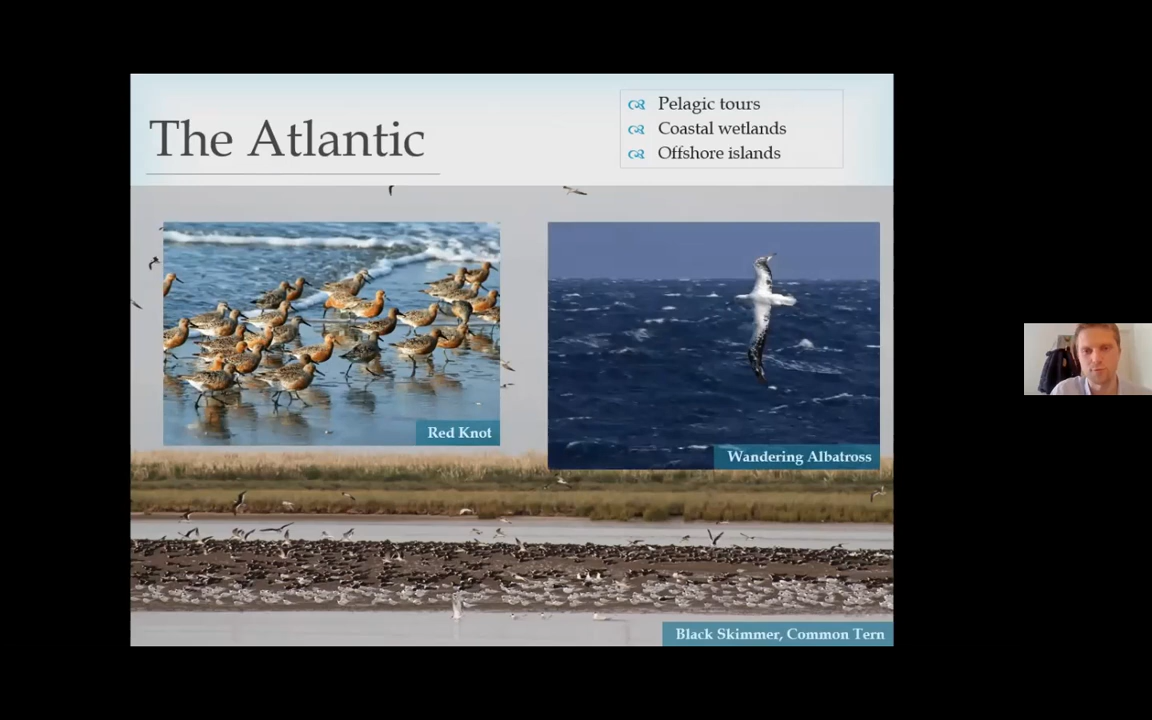 The Atlantic
Pelagic tours
Coastal wetlands
Offshore islands
Red Knot
Wandering Albatross
Black Skimmer, Common Tern